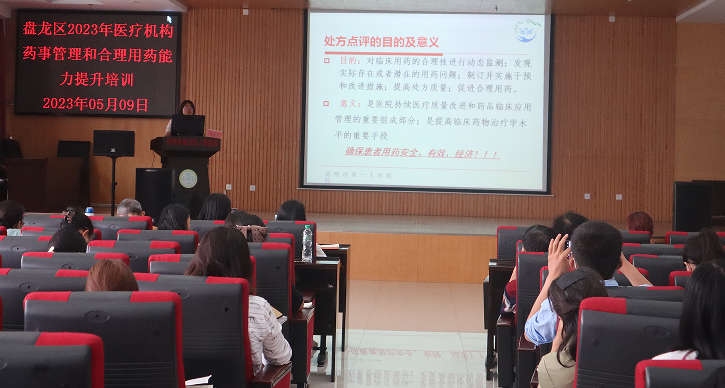 盘龙区2023年医疗机构
药事管理和合理用药能
力提升培训
2023年05月09日
处方点评的目的及意义
目的：对临床用药的合理性进行动态监测；发现
实际存在或者潜在的用药问题；制订并实施干预
和改进措施；提高处方质量；促进合理用药。
意义：是医院持续医疗质量改进和药品临床应用
管理的重要组成部分；是提高临床药物治疗学水
平的重要手段
确保患者用药安全、有效、经济！！！